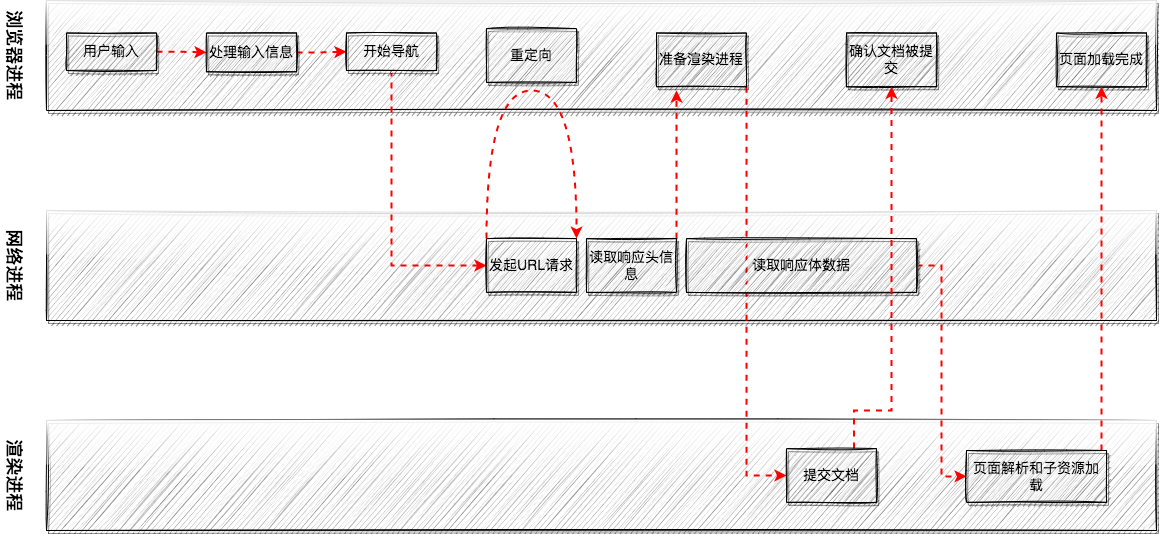 浏览器进程
用户输入
处理输入信息
开始导航
重定向
准备渲染进程
确认文档被提
交
页面加载完成
网络进程
发起URL请求
读取响应头信
息
读取响应体数据
渲染进程
提交文档
页面解析和子资源加
载